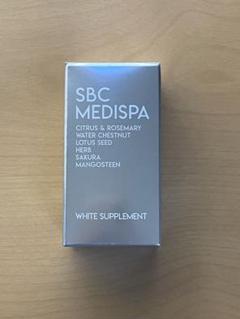 SBC
MEDISPA
CITRUS & ROSEMARY
WATER CHESTNUT
LOTUS SEED
HERB
SAKURA
MANGOSTEEN
WHITE SUPPLEMENT